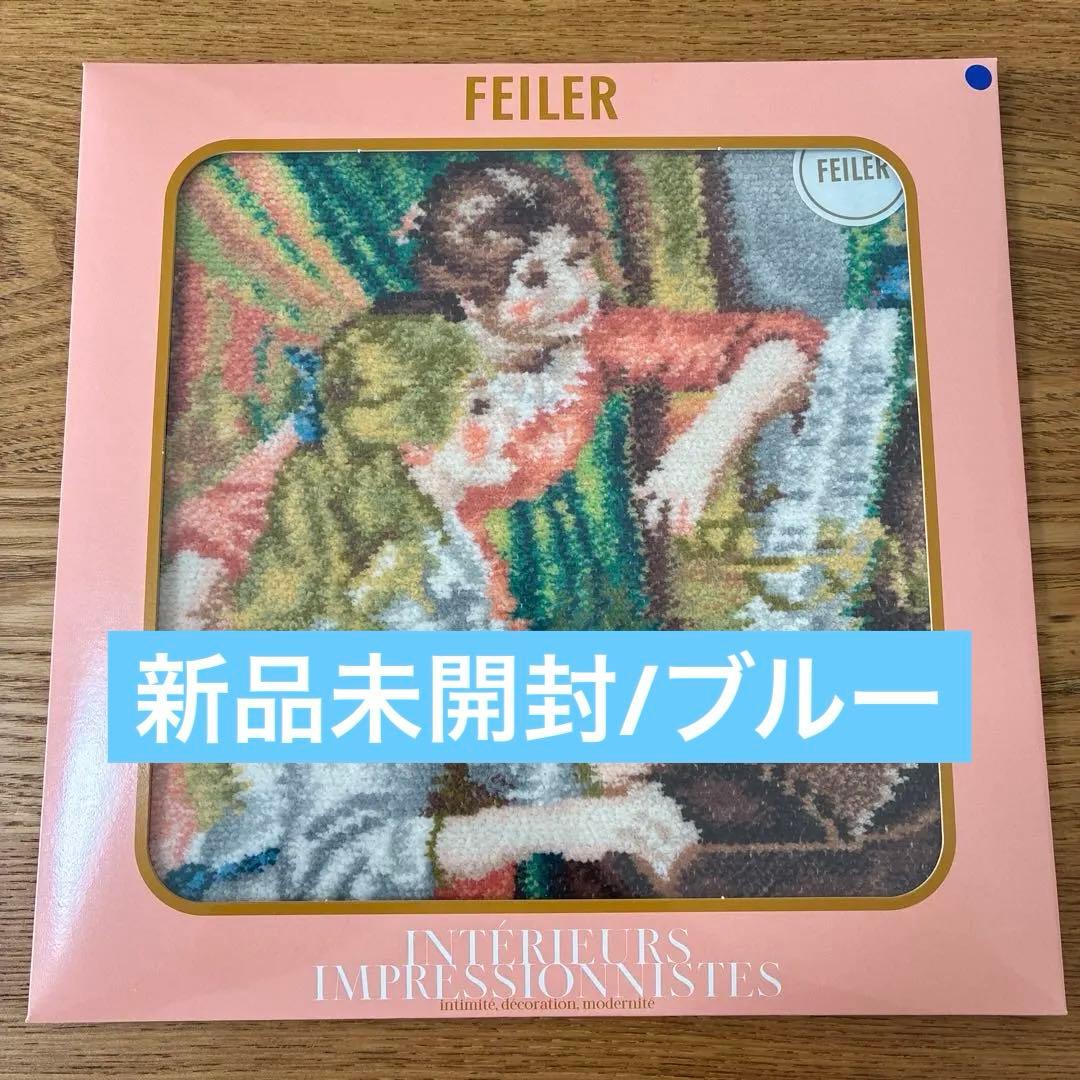 FEILER
FEILER
新品未開封/ブルー
INTÉRIEURS
IMPRESSIONNISTES
intimité, décoration, modernité